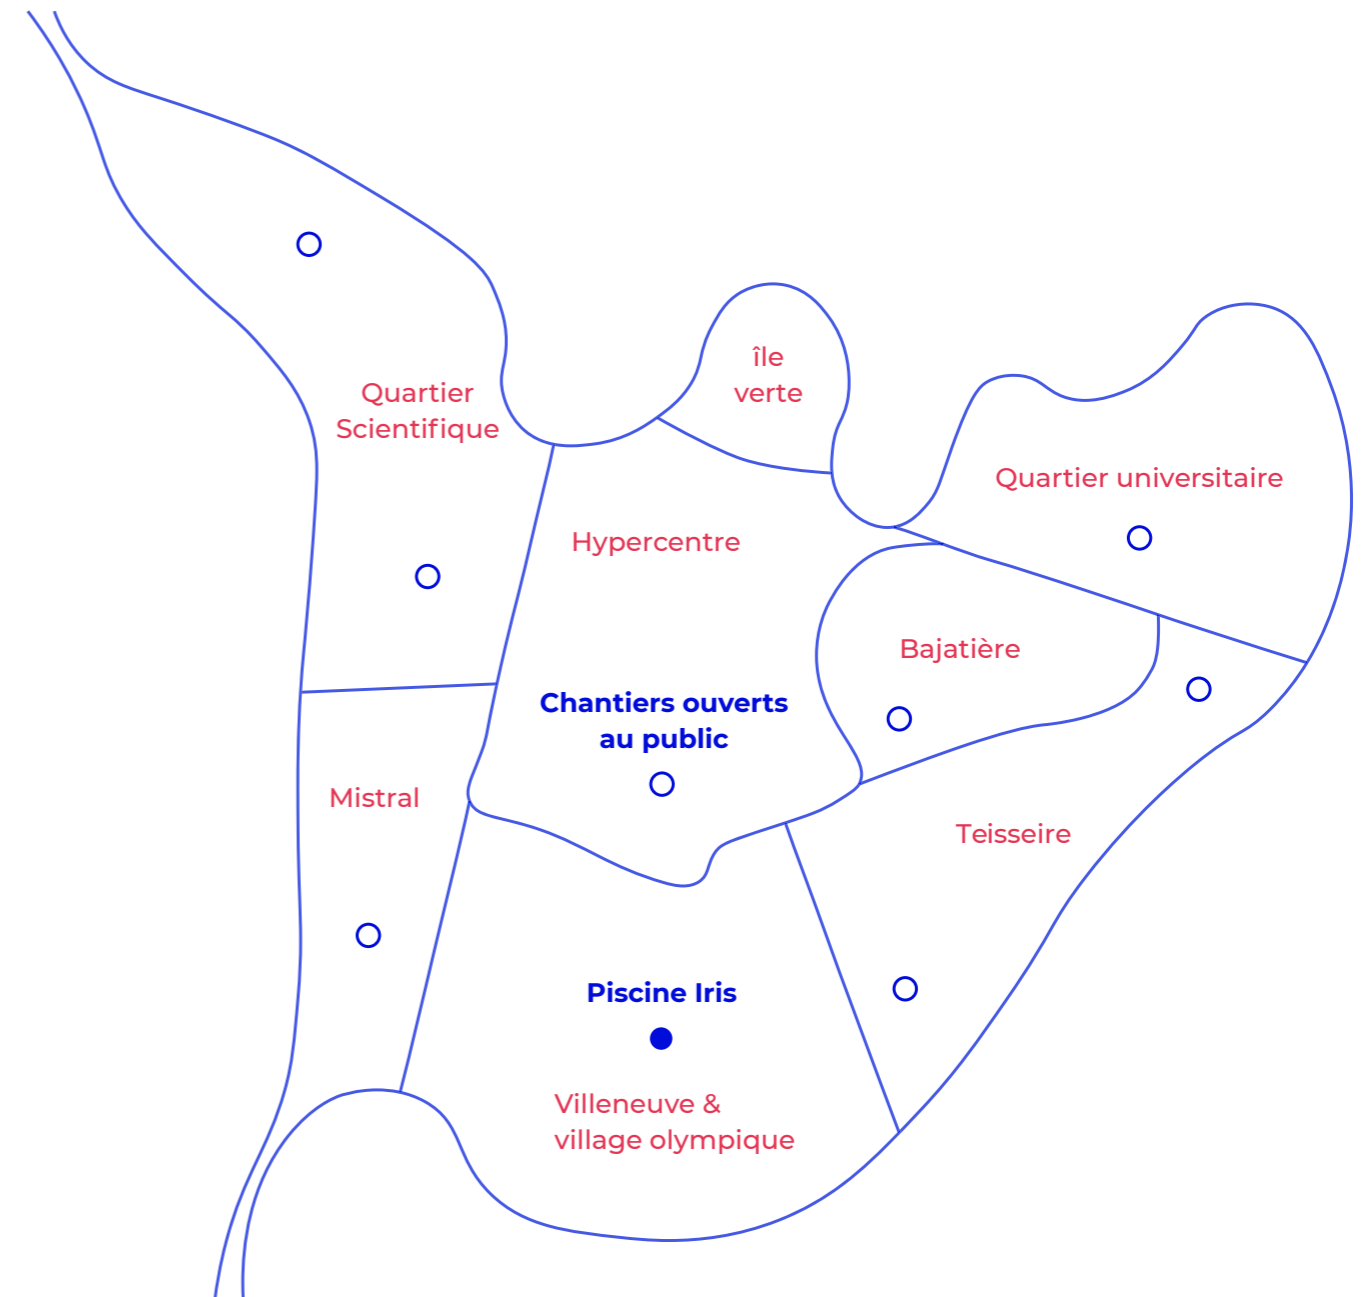 île
verte
Quartier
Scientifique
Quartier universitaire
Hypercentre
Bajatière
Chantiers ouverts
au public
Mistral
Teisseire
Piscine Iris
Villeneuve &
village olympique